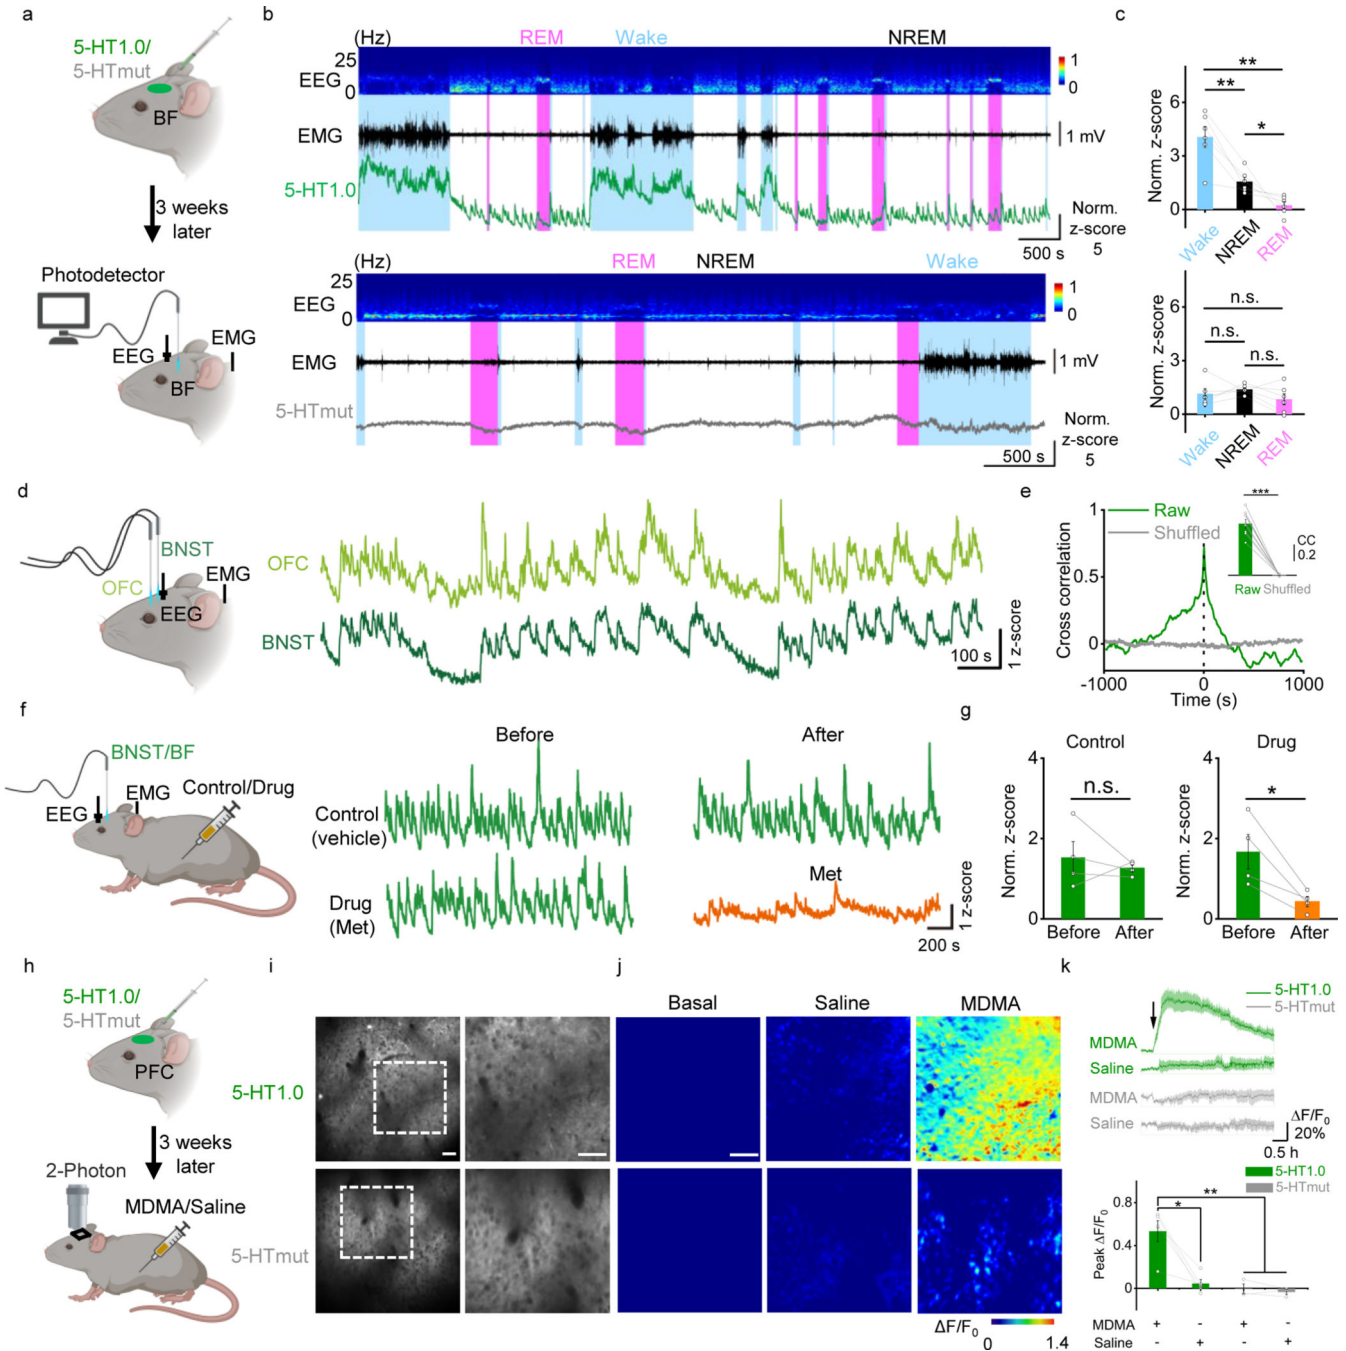 a
5-HT1.0/
5-HTmut
BF
3 weeks
later
Photodetector
EEG
EMG
BF
b
(Hz)
REM
Wake
NREM
25
EEG
0
1
0
EMG
1 mV
5-HT1.0
Norm.
z-score
5
500 s
(Hz)
REM
NREM
Wake
25
EEG
0
1
0
EMG
1 mV
5-HTmut
Norm.
z-score
5
500 s
c
**
**
*
6
3
0
Norm. z-score
Wake
NREM
REM
n.s.
n.s.
n.s.
6
3
0
Norm. z-score
Wake
NREM
REM
d
BNST
OFC
EMG
EEG
OFC
BNST
100 s
1 z-score
e
Raw
Shuffled
1
0.5
0
Cross correlation
-1000
0
1000
Time (s)
***
CC
0.2
Raw
Shuffled
f
BNST/BF
EEG
EMG
Control/Drug
Before
After
Control
(vehicle)
Drug
(Met)
Met
1 z-score
200 s
g
Control
4
2
0
Norm. z-score
n.s.
Before
After
Drug
4
2
0
Norm. z-score
*
Before
After
h
5-HT1.0/
5-HTmut
PFC
3 weeks
later
2-Photon
MDMA/Saline
i
5-HT1.0
5-HTmut
j
Basal
Saline
MDMA
ΔF/F0
0
1.4
k
5-HT1.0
5-HTmut
MDMA
Saline
MDMA
Saline
ΔF/F0
20%
0.5 h
5-HT1.0
5-HTmut
**
*
0.8
0.4
0
Peak ΔF/F0
MDMA + - + -
Saline - + - +